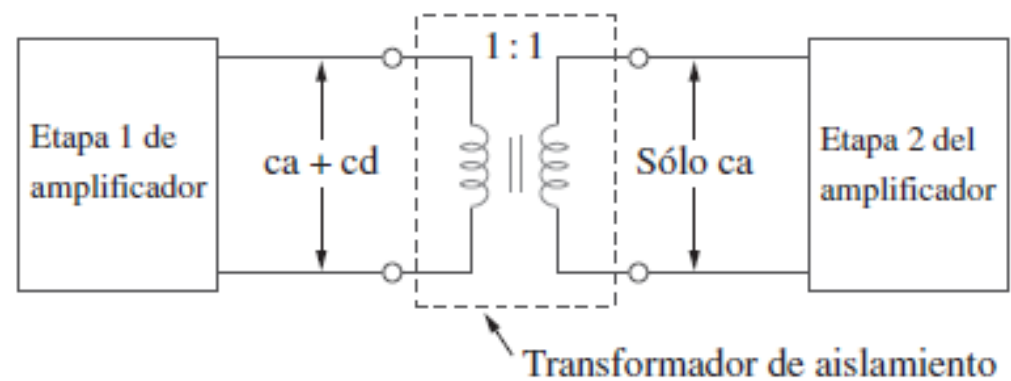 1 : 1
Etapa 1 de
amplificador
ca + cd
Sólo ca
Etapa 2 del
amplificador
Transformador de aislamiento